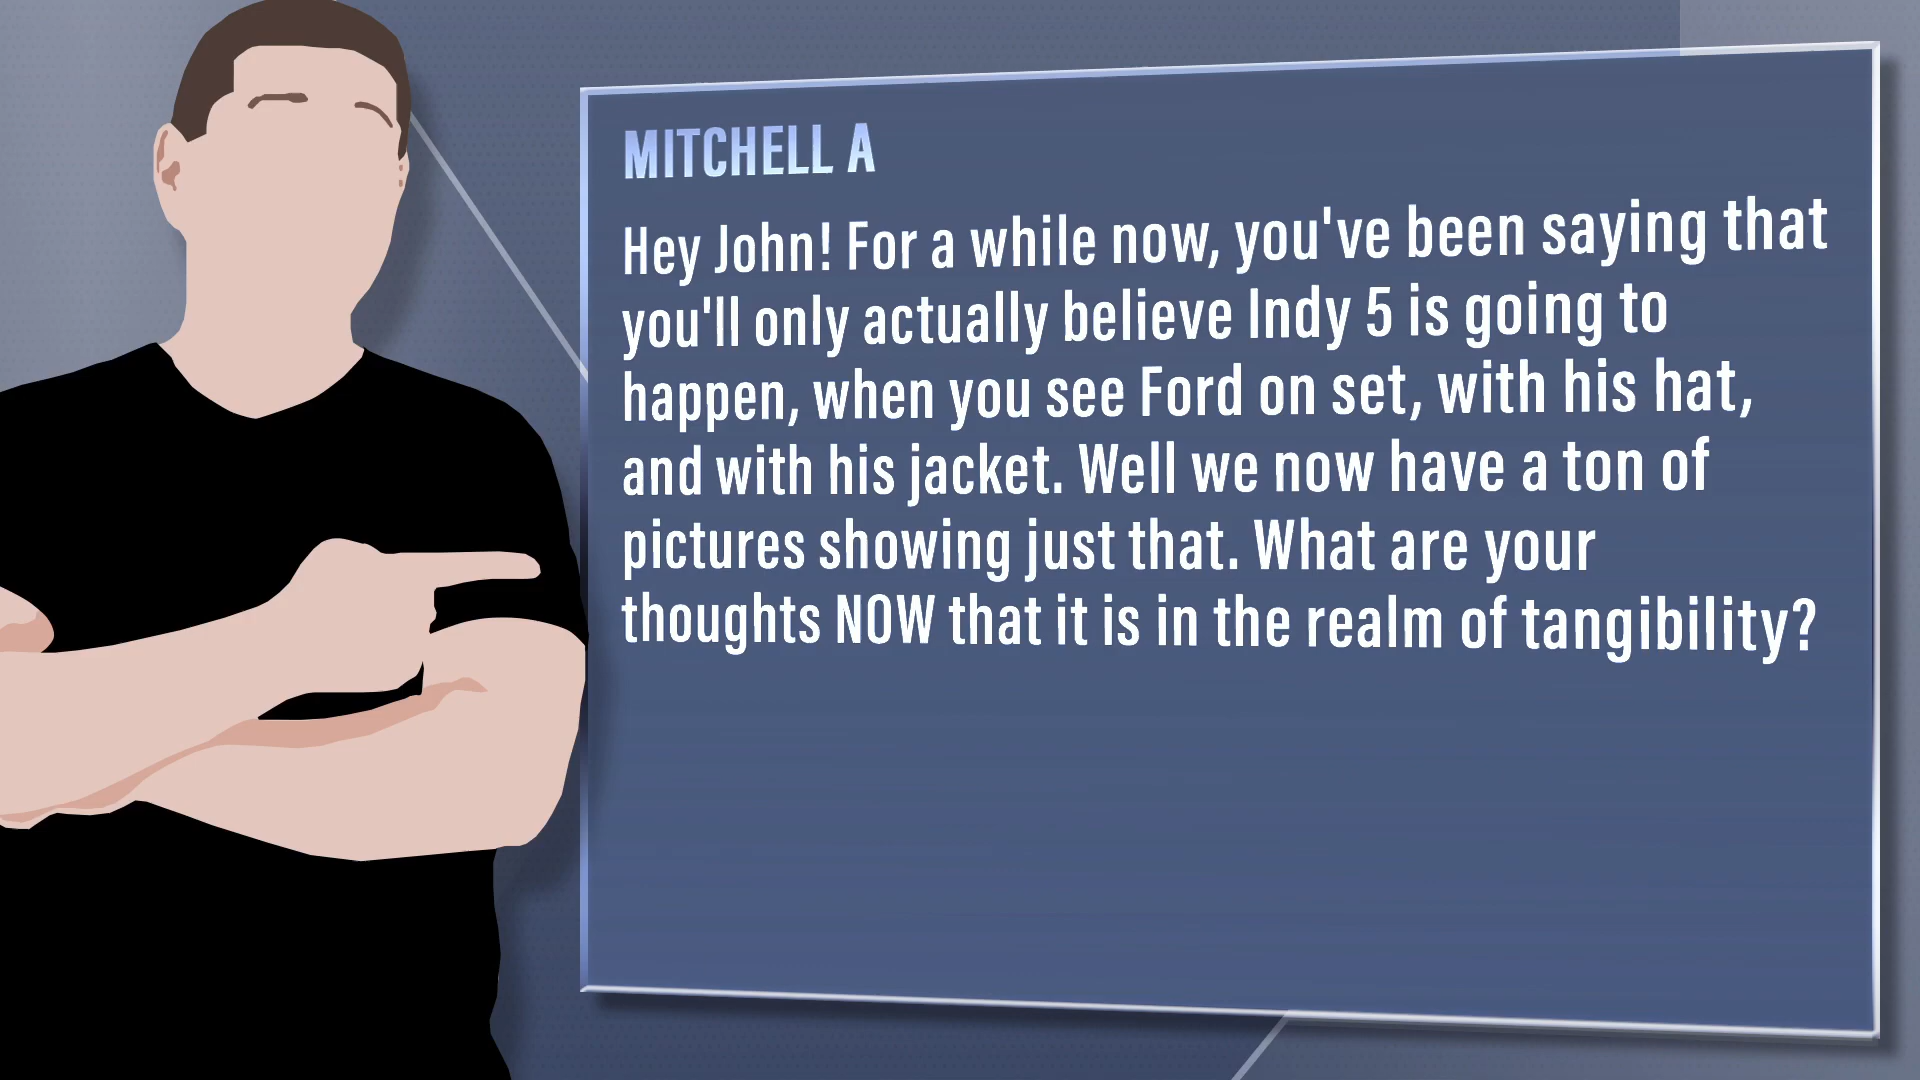 MITCHELL A
Hey John! For a while now, you've been saying that
you'll only actually believe Indy 5 is going to
happen, when you see Ford on set, with his hat,
and with his jacket. Well we now have a ton of
pictures showing just that. What are your
thoughts NOW that it is in the realm of tangibility?